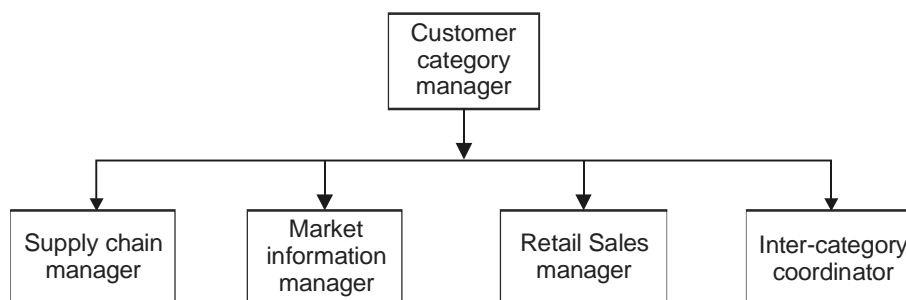 Customer
category
manager
Supply chain
manager
Market
information
manager
Retail Sales
manager
Inter-category
coordinator